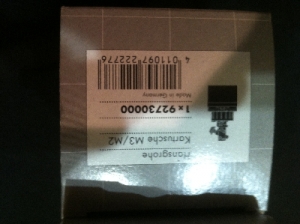 Hansgrohe
Kartusche M3/M2
1 x 92730000
Made in Germany
4 011097 222776